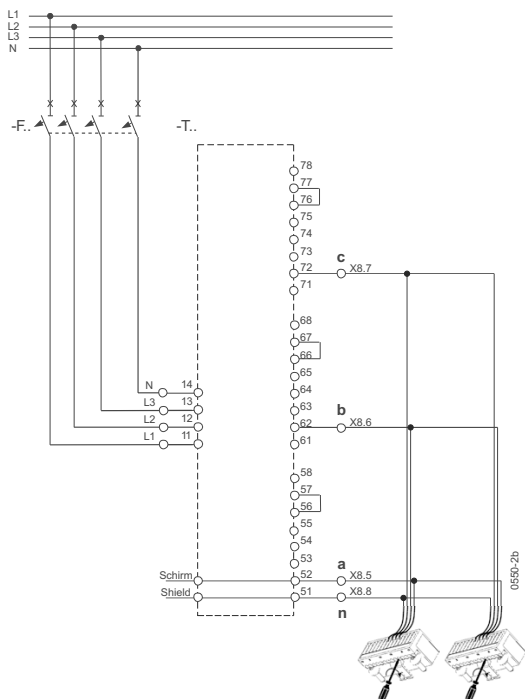 L1
L2
L3
N
-F..
-T..
78
77
76
75
74
73
c
72
X8.7
71
68
67
66
65
N
14
64
L3
13
63
b
L2
12
62
X8.6
L1
11
61
58
57
56
55
54
53
a
Schirm
52
X8.5
Shield
51
X8.8
n
0550-2b